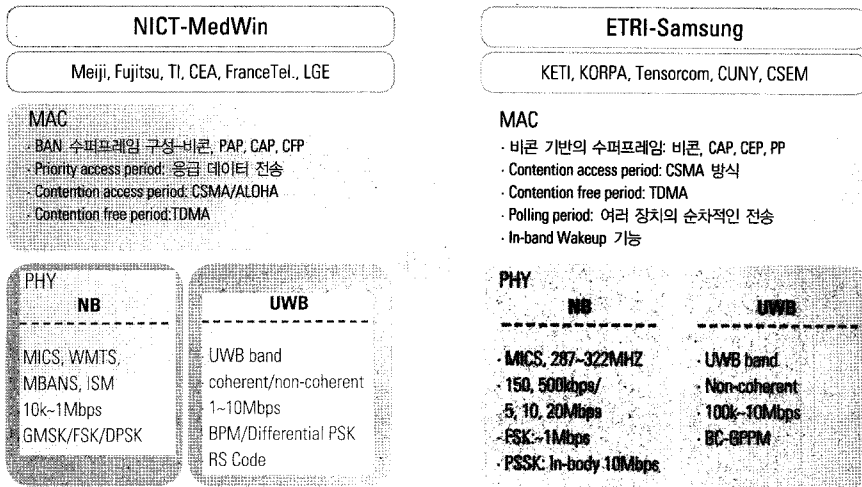 NICT-MedWin
Meiji, Fujitsu, TI, CEA, FranceTel., LGE
MAC
· BAN 수퍼프레임 구성-비콘, PAP, CAP, CFP
· Priority access period: 응급 데이터 전송
· Contention access period: CSMA/ALOHA
· Contention free period:TDMA
PHY
NB
· MICS, WMTS,
MBANS, ISM
· 10k~1Mbps
· GMSK/FSK/DPSK
UWB
· UWB band
· coherent/non-coherent
· 1~10Mbps
· BPM/Differential PSK
· RS Code
ETRI-Samsung
KETI, KORPA, Tensorcom, CUNY, CSEM
MAC
· 비콘 기반의 수퍼프레임: 비콘, CAP, CEP, PP
· Contention access period: CSMA 방식
· Contention free period: TDMA
· Polling period: 여러 장치의 순차적인 전송
· In-band Wakeup 기능
PHY
NB
· MICS, 287~322MHZ
· 150, 500kbps/
5, 10, 20Mbps
· FSK:~1Mbps
· PSSK: In-body 10Mbps
UWB
· UWB band
· Non-coherent
· 100k~10Mbps
· BC-BPPM